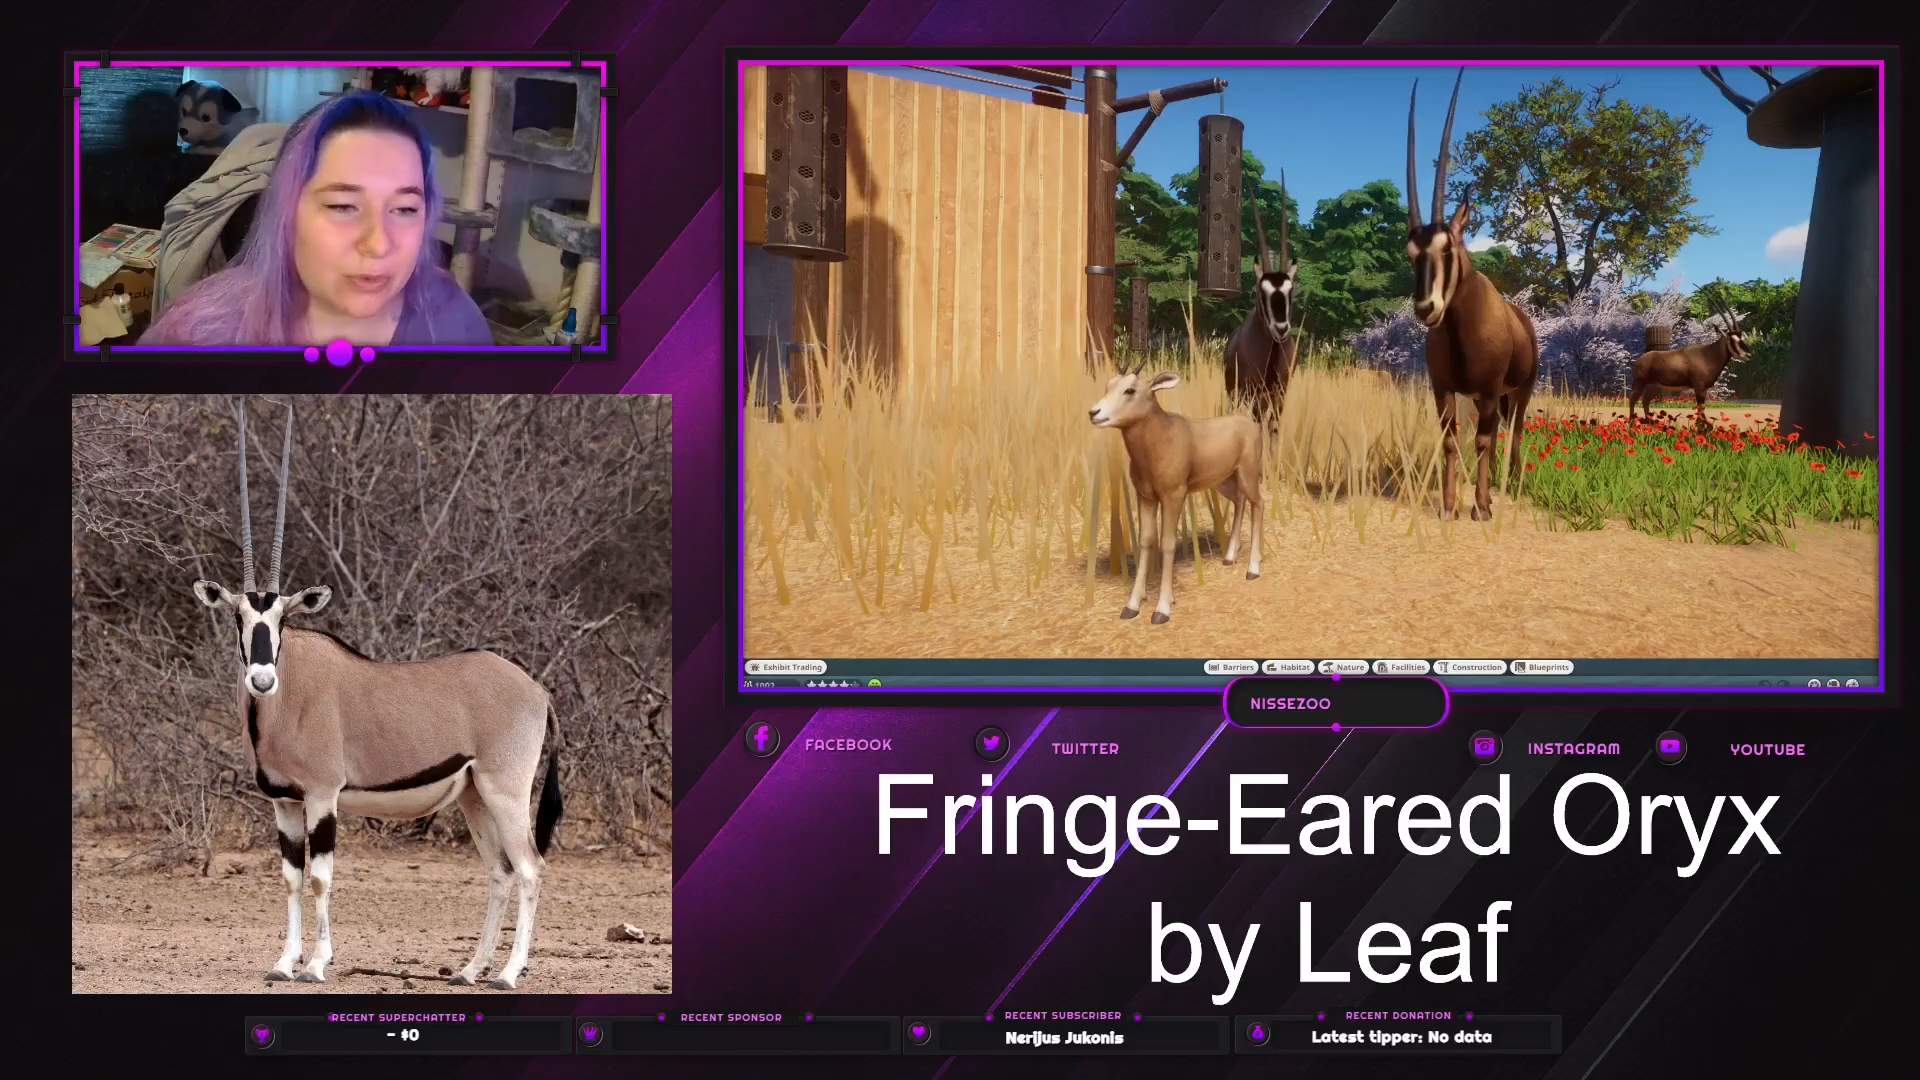 Exhibit Trading
Barriers
Habitat
Nature
Facilities
Construction
Blueprints
NISSEZOO
FACEBOOK
TWITTER
INSTAGRAM
YOUTUBE
Fringe-Eared Oryx
by Leaf
RECENT SUPERCHATTER
- $0
RECENT SPONSOR
RECENT SUBSCRIBER
Nerijus Jukonis
RECENT DONATION
Latest tipper: No data